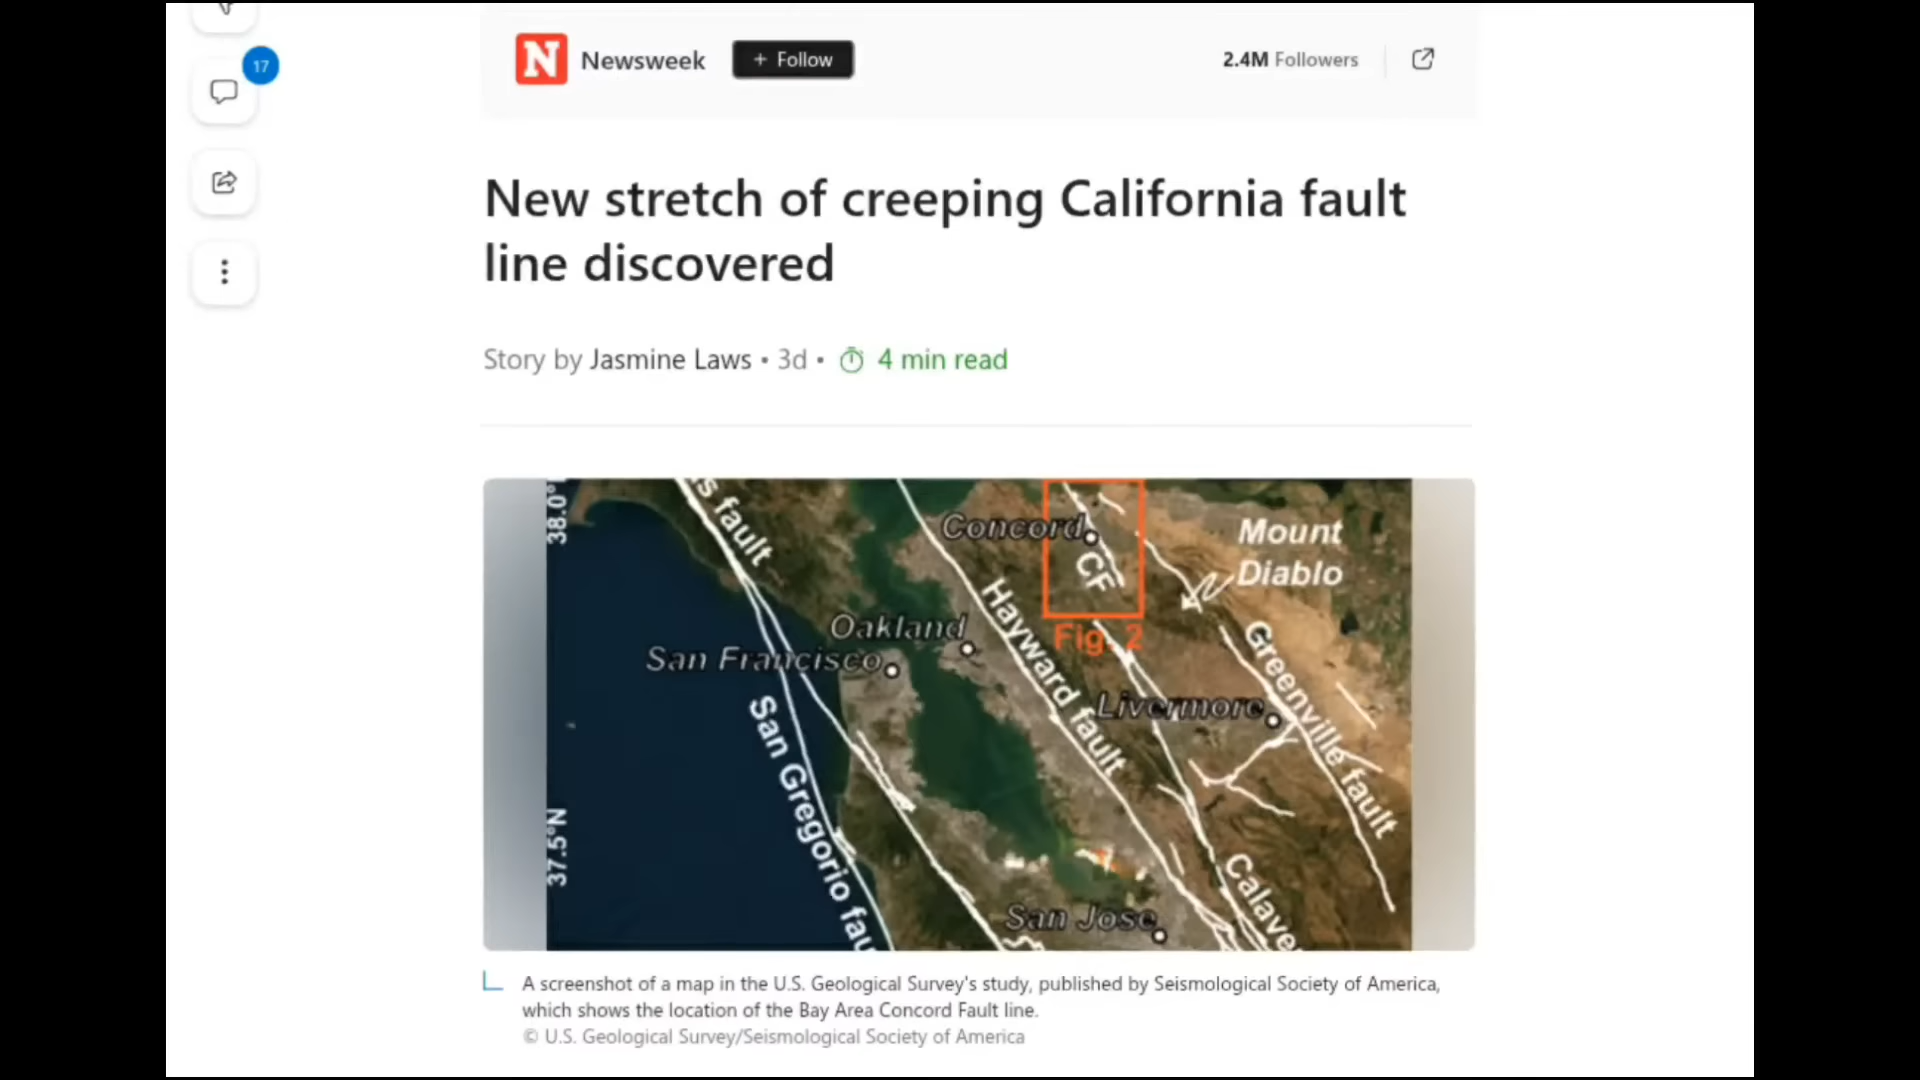 17
Newsweek
+ Follow
2.4M Followers
New stretch of creeping California fault
line discovered
Story by Jasmine Laws • 3d • 4 min read
38.0°
s fault
Concord
CF
Mount
Diablo
Oakland
San Francisco
Hayward fault
Fig. 2
Greenville fault
Livermore
San Gregorio fau
37.5°N
Calave
San Jose
A screenshot of a map in the U.S. Geological Survey's study, published by Seismological Society of America,
which shows the location of the Bay Area Concord Fault line.
© U.S. Geological Survey/Seismological Society of America